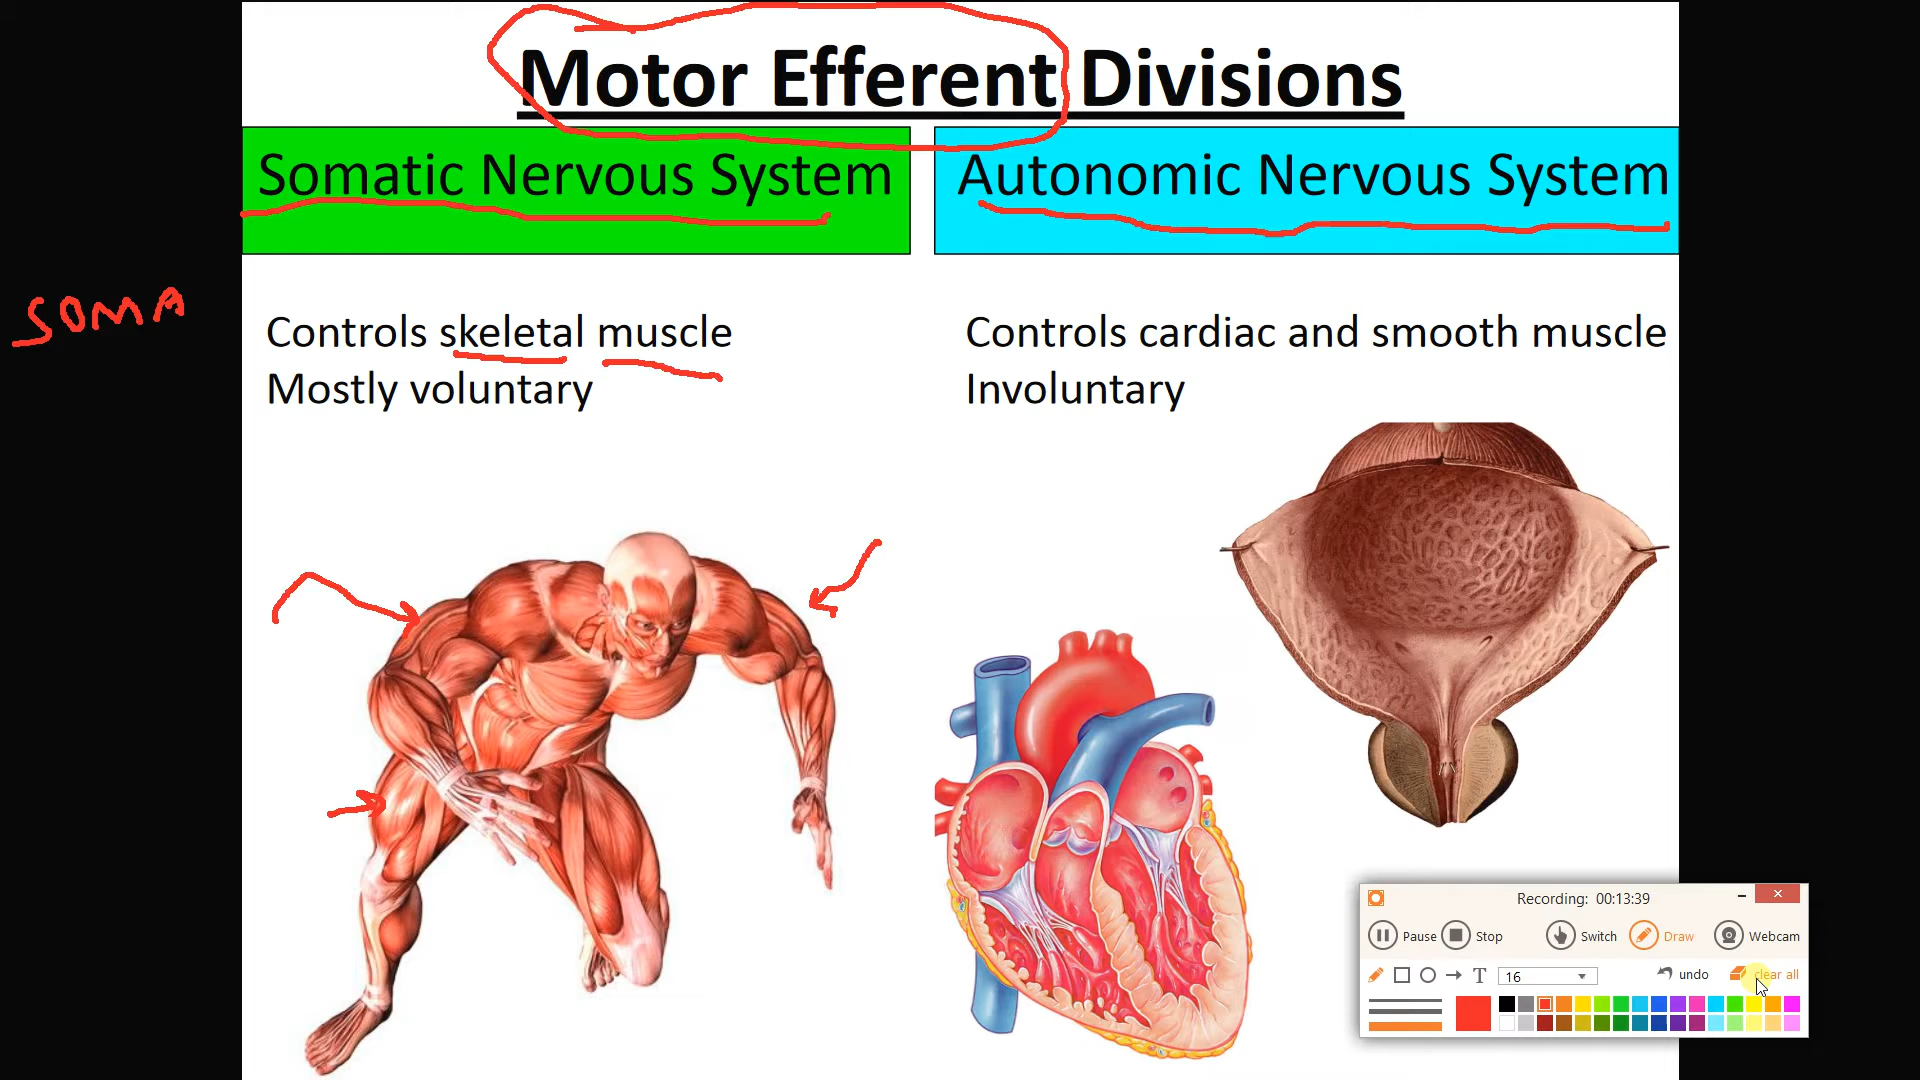 Motor Efferent Divisions
Somatic Nervous System
Autonomic Nervous System
SOMA
Controls skeletal muscle
Mostly voluntary
Controls cardiac and smooth muscle
Involuntary
Recording: 00:13:39
Pause Stop Switch Draw Webcam
T 16 undo clear all